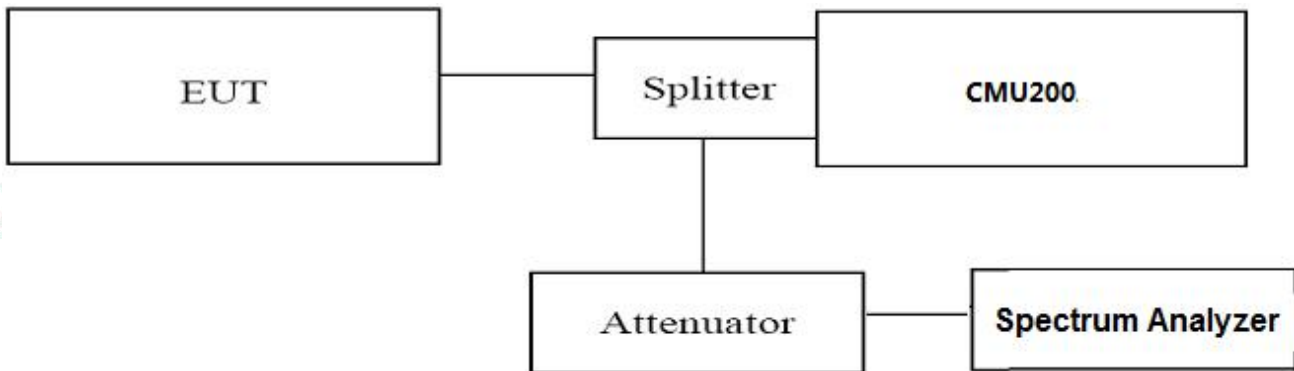 EUT
Splitter
CMU200.
Attenuator
Spectrum Analyzer